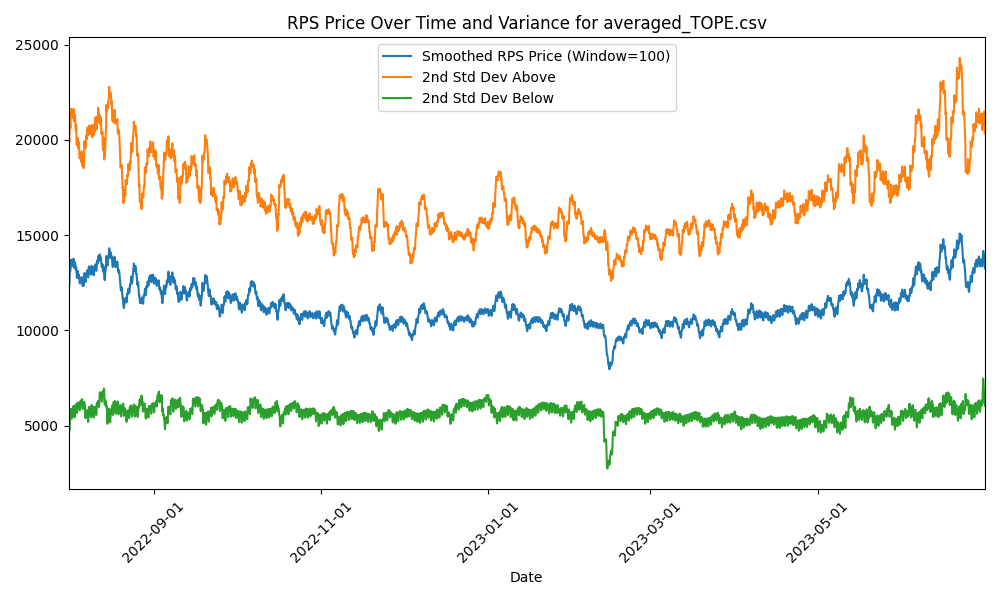 RPS Price Over Time and Variance for averaged_TOPE.csv
25000
20000
15000
10000
5000
Smoothed RPS Price (Window=100)
2nd Std Dev Above
2nd Std Dev Below
2022-09-01
2022-11-01
2023-01-01
2023-03-01
2023-05-01
Date